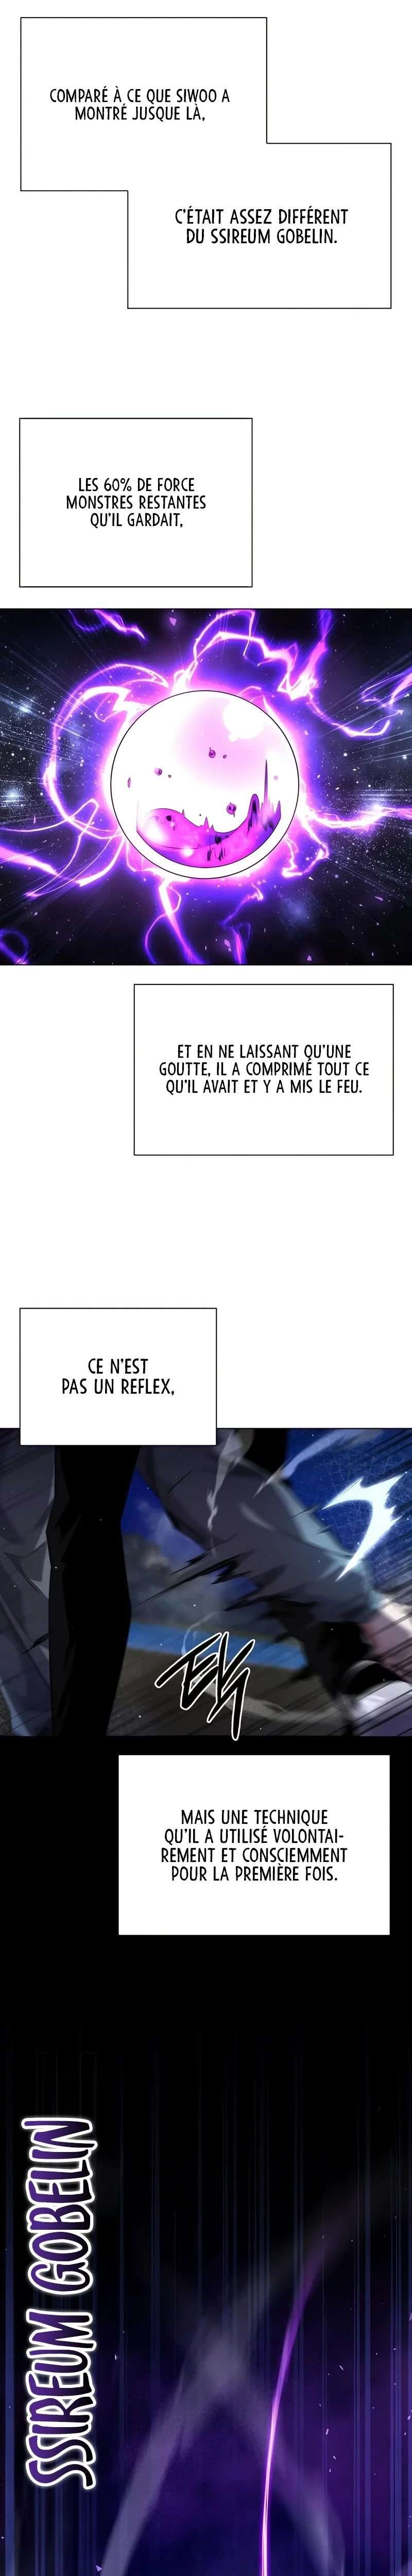 COMPARÉ À CE QUE SIWOO A
MONTRÉ JUSQUE LÀ,
C'ÉTAIT ASSEZ DIFFÉRENT
DU SSIREUM GOBELIN.
LES 60% DE FORCE
MONSTRES RESTANTES
QU'IL GARDAIT,
ET EN NE LAISSANT QU'UNE
GOUTTE, IL A COMPRIMÉ TOUT CE
QU'IL AVAIT ET Y A MIS LE FEU.
CE N'EST
PAS UN REFLEX,
MAIS UNE TECHNIQUE
QU'IL A UTILISÉ VOLONTAI-
REMENT ET CONSCIEMMENT
POUR LA PREMIÈRE FOIS.
SSIREUM GOBELIN